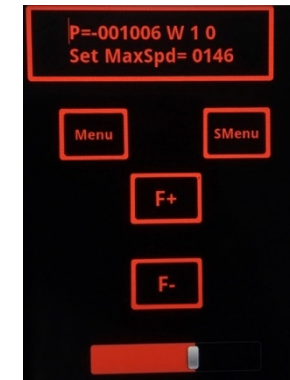 P=-001006 W 1 0
Set MaxSpd= 0146
Menu
SMenu
F+
F-